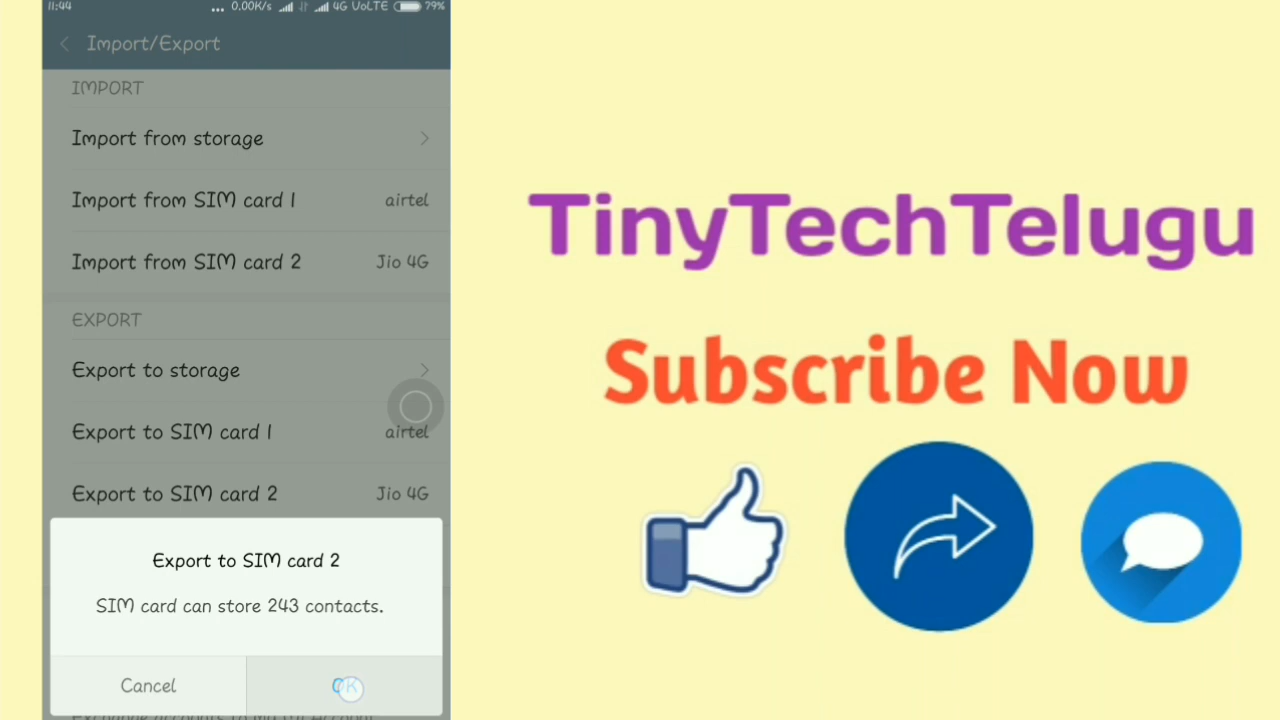 11:44 ... 0.00K/s 4G VoLTE 79%
Import/Export
IMPORT
Import from storage
Import from SIM card 1 airtel
Import from SIM card 2 Jio 4G
EXPORT
Export to storage
Export to SIM card 1 airtel
Export to SIM card 2 Jio 4G
Export to SIM card 2
SIM card can store 243 contacts.
Cancel OK
TinyTechTelugu
Subscribe Now